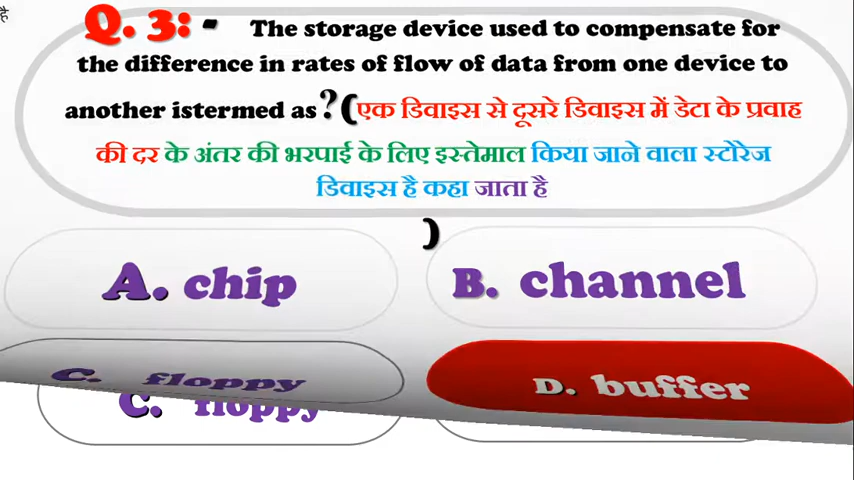 है
Q. 3: - The storage device used to compensate for
the difference in rates of flow of data from one device to
another istermed as?(एक डिवाइस से दूसरे डिवाइस में डेटा के प्रवाह
की दर के अंतर की भरपाई के लिए इस्तेमाल किया जाने वाला स्टोरेज
डिवाइस है कहा जाता है
)
A. chip
B. channel
C. floppy
D. buffer
C. floppy